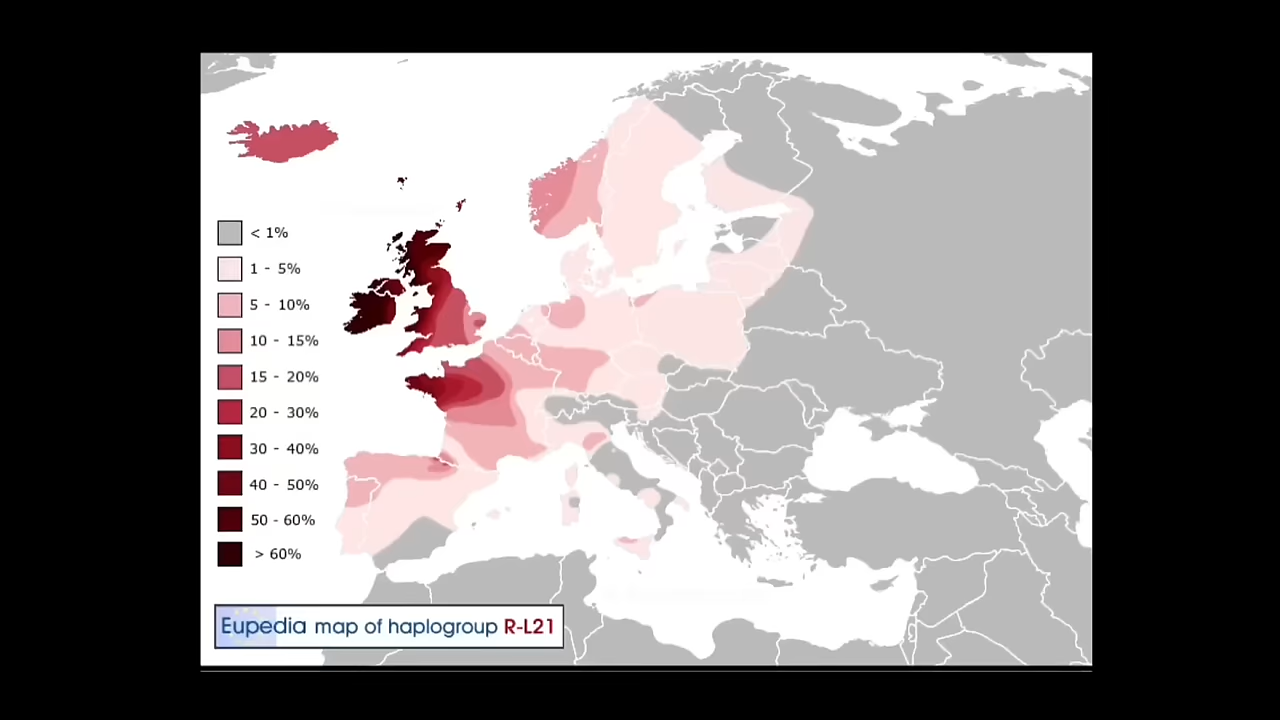 < 1%
1 - 5%
5 - 10%
10 - 15%
15 - 20%
20 - 30%
30 - 40%
40 - 50%
50 - 60%
> 60%
Eupedia map of haplogroup R-L21